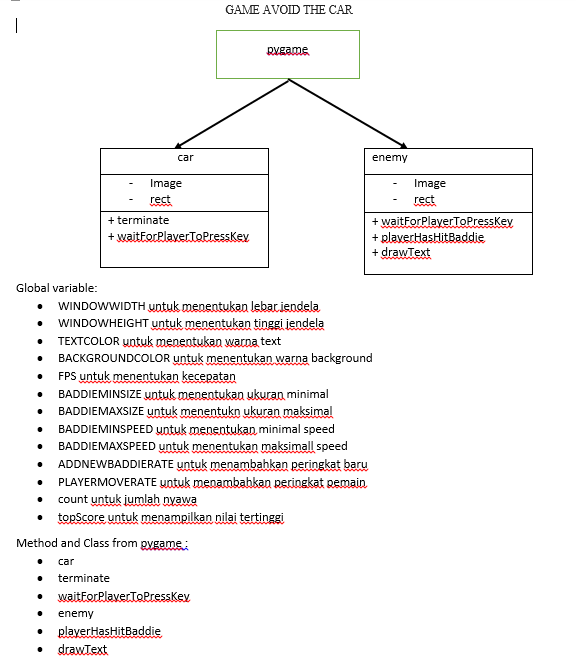 GAME AVOID THE CAR
pygame
car
- Image
- rect
+ terminate
+ waitForPlayerToPressKey
enemy
- Image
- rect
+ waitForPlayerToPressKey
+ playerHasHitBaddie
+ drawText
Global variable:
• WINDOWWIDTH untuk menentukan lebar jendela
• WINDOWHEIGHT untuk menentukan tinggi jendela
• TEXTCOLOR untuk menentukan warna text
• BACKGROUNDCOLOR untuk menentukan warna background
• FPS untuk menentukan kecepatan
• BADDIEMINSIZE untuk menentukan ukuran minimal
• BADDIEMAXSIZE untuk menentukn ukuran maksimal
• BADDIEMINSPEED untuk menentukan minimal speed
• BADDIEMAXSPEED untuk menentukan maksimall speed
• ADDNEWBADDIERATE untuk menambahkan peringkat baru
• PLAYERMOVERATE untuk menambahkan peringkat pemain
• count untuk jumlah nyawa
• topScore untuk menampilkan nilai tertinggi
Method and Class from pygame :
• car
• terminate
• waitForPlayerToPressKey
• enemy
• playerHasHitBaddie
• drawText